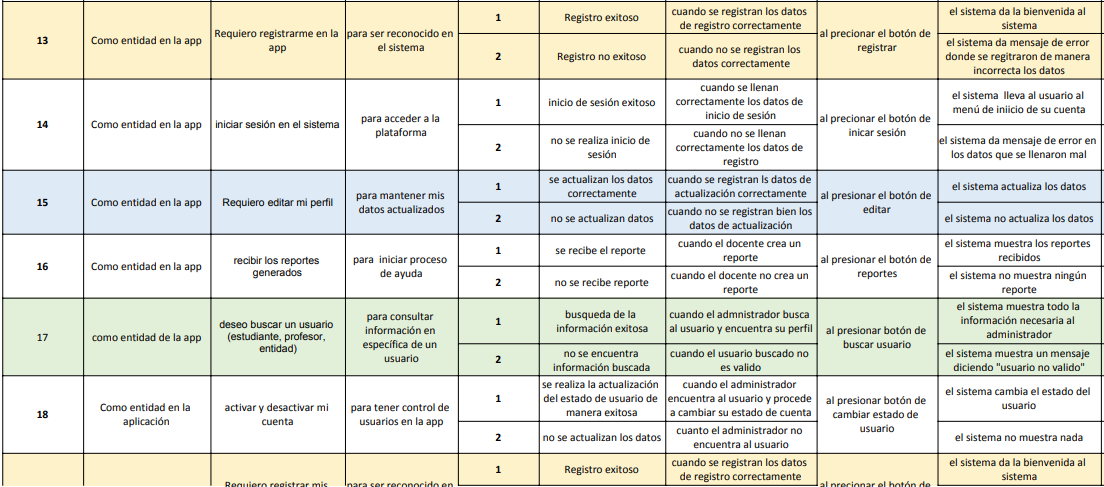 13
Como entidad en la app
Requiero registrarme en la
app
para ser reconocido en
el sistema
1
Registro exitoso
cuando se registran los datos
de registro correctamente
al precionar el botón de
registrar
el sistema da la bienvenida al
sistema
2
Registro no exitoso
cuando no se registran los
datos correctamente
el sistema da mensaje de error
donde se regitraron de manera
incorrecta los datos
14
Como entidad en la app
iniciar sesión en el sistema
para acceder a la
plataforma
1
inicio de sesión exitoso
cuando se llenan
correctamente los datos de
inicio de sesión
al precionar el botón de
inicar sesión
el sistema  lleva al usuario al
menú de iniicio de su cuenta
2
no se realiza inicio de
sesión
cuando no se llenan
correctamente los datos de
registro
el sistema da mensaje de error en
los datos que se llenaron mal
15
Como entidad en la app
Requiero editar mi perfil
para mantener mis
datos actualizados
1
se actualizan los datos
correctamente
cuando se registran ls datos de
actualización correctamente
al presionar el botón de
editar
el sistema actualiza los datos
2
no se actualizan datos
cuando no se registran bien los
datos de actualización
el sistema no actualiza los datos
16
Como entidad en la app
recibir los reportes
generados
para  iniciar proceso
de ayuda
1
se recibe el reporte
cuando el docente crea un
reporte
al presionar el botón de
reportes
el sistema muestra los reportes
recibidos
2
no se recibe reporte
cuando el docente no crea un
reporte
el sistema no muestra ningún
reporte
17
como entidad de la app
deseo buscar un usuario
(estudiante, profesor,
entidad)
para consultar
información en
específica de un
usuario
1
busqueda de la
información exitosa
cuando el admnistrador busca
al usuario y encuentra su perfil
al presionar botón de
buscar usuario
el sistema muestra todo la
información necesaria al
administrador
2
no se encuentra
información buscada
cuando el usuario buscado no
es valido
el sistema muestra un mensaje
diciendo "usuario no valido"
18
Como entidad en la
aplicación
activar y desactivar mi
cuenta
para tener control de
usuarios en la app
1
se realiza la actualización
del estado de usuario de
manera exitosa
cuando el administrador
encuentra al usuario y procede
a cambiar su estado de cuenta
al presionar botón de
cambiar estado de
usuario
el sistema cambia el estado del
usuario
2
no se actualizan los datos
cuanto al administrador no
encuentra al usuario
el sistema no muestra nada
Requiero registrar mis
para ser reconocido en
1
Registro exitoso
cuando se registran los datos
de registro correctamente
al precionar el botón de
el sistema da la bienvenida al
sistema